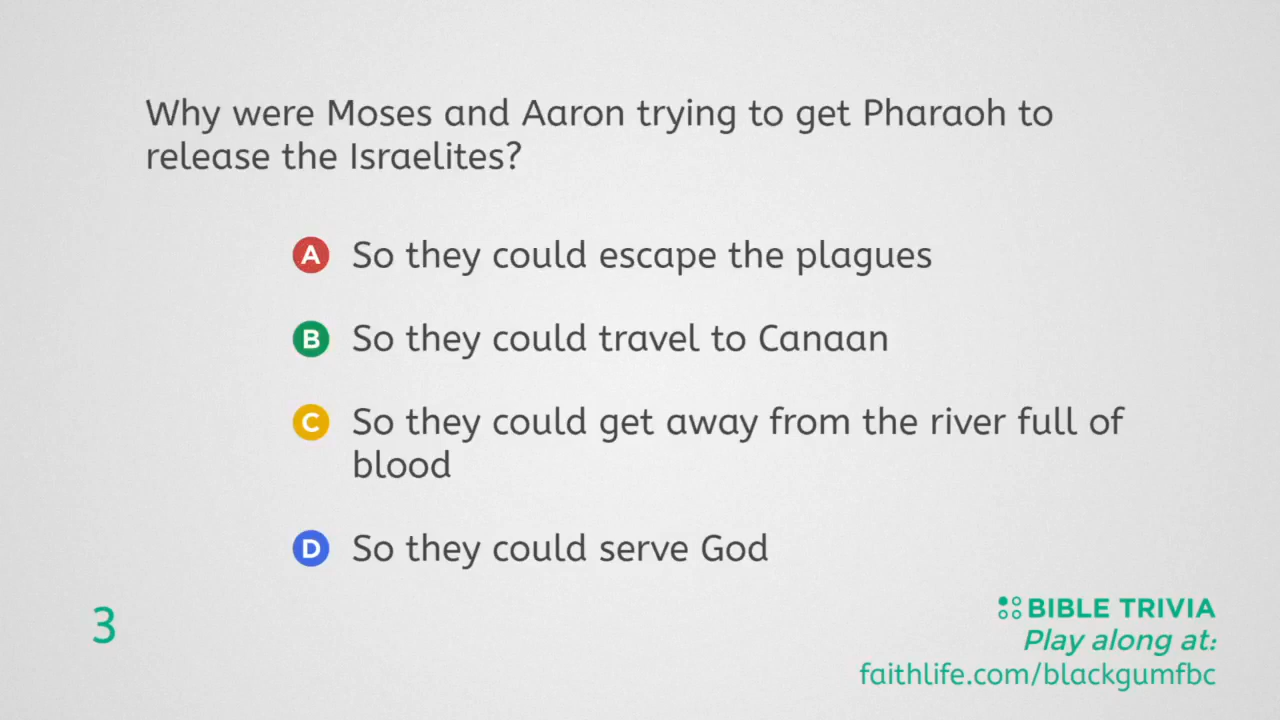 Why were Moses and Aaron trying to get Pharaoh to
release the Israelites?
A So they could escape the plagues
B So they could travel to Canaan
C So they could get away from the river full of
blood
D So they could serve God
3
BIBLE TRIVIA
Play along at:
faithlife.com/blackgumfbc